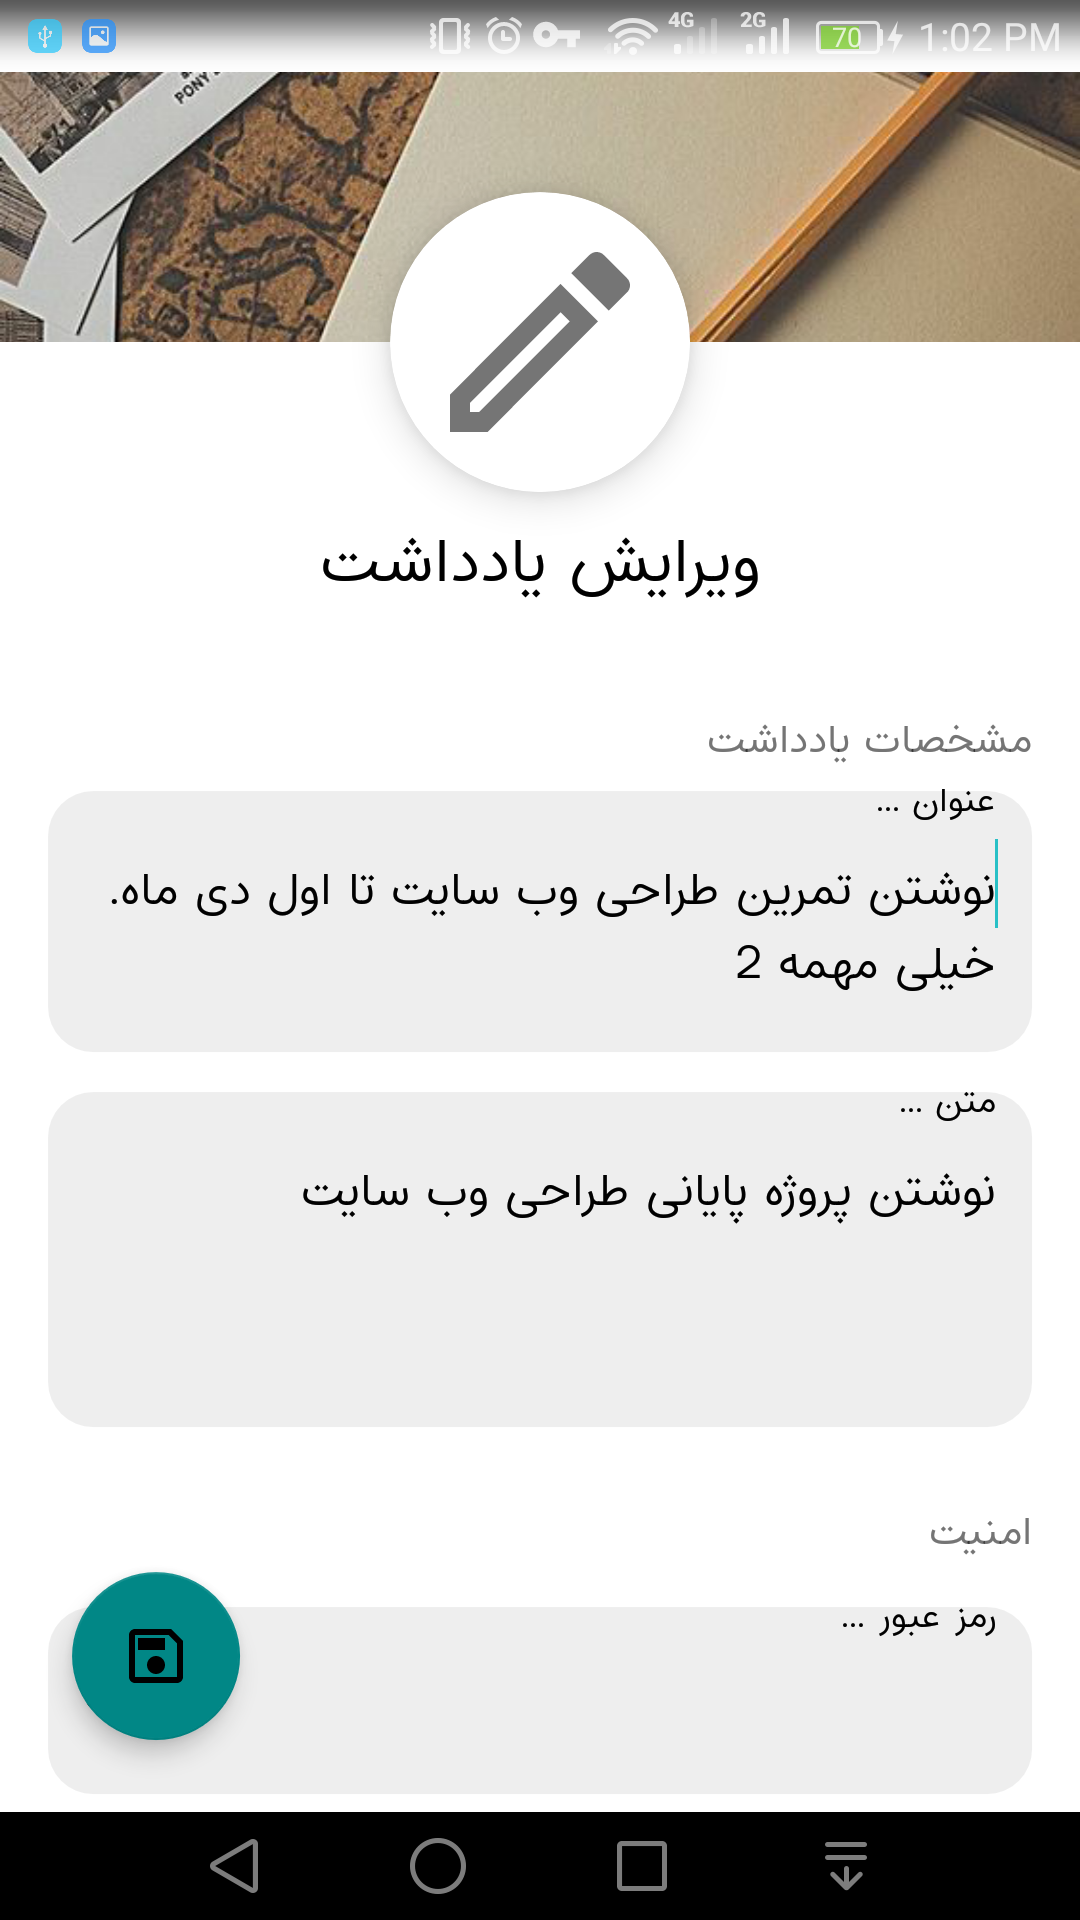 4G
2G
70
1:02 PM
PONY
ویرایش یادداشت
مشخصات یادداشت
عنوان ...
نوشتن تمرین طراحی وب سایت تا اول دی ماه.
خیلی مهمه 2
متن ...
نوشتن پروژه پایانی طراحی وب سایت
امنیت
رمز عبور ...